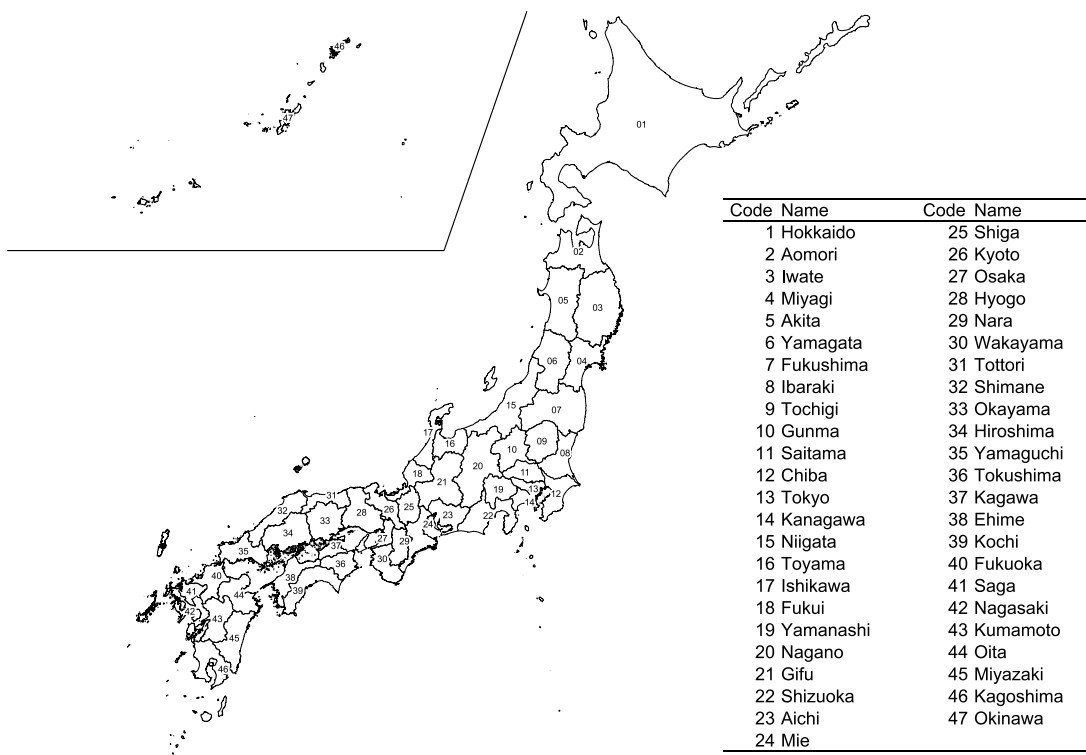 46
47
01
02
05
03
06
04
15
07
17
16
09
10
08
20
18
11
21
19
13
12
14
31
32
28
26
25
23
22
33
24
34
27
29
35
37
30
36
40
38
41
39
44
42
43
45
46
Code Name Code Name
1 Hokkaido 25 Shiga
2 Aomori 26 Kyoto
3 Iwate 27 Osaka
4 Miyagi 28 Hyogo
5 Akita 29 Nara
6 Yamagata 30 Wakayama
7 Fukushima 31 Tottori
8 Ibaraki 32 Shimane
9 Tochigi 33 Okayama
10 Gunma 34 Hiroshima
11 Saitama 35 Yamaguchi
12 Chiba 36 Tokushima
13 Tokyo 37 Kagawa
14 Kanagawa 38 Ehime
15 Niigata 39 Kochi
16 Toyama 40 Fukuoka
17 Ishikawa 41 Saga
18 Fukui 42 Nagasaki
19 Yamanashi 43 Kumamoto
20 Nagano 44 Oita
21 Gifu 45 Miyazaki
22 Shizuoka 46 Kagoshima
23 Aichi 47 Okinawa
24 Mie